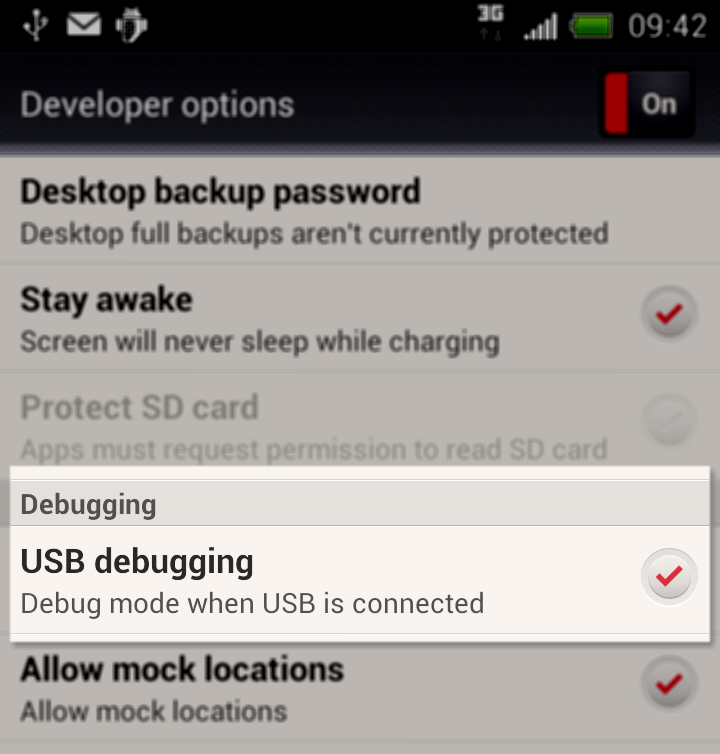 3G 09:42
Developer options On
Desktop backup password
Desktop full backups aren't currently protected
Stay awake
Screen will never sleep while charging
Protect SD card
Apps must request permission to read SD card
Debugging
USB debugging
Debug mode when USB is connected
Allow mock locations
Allow mock locations